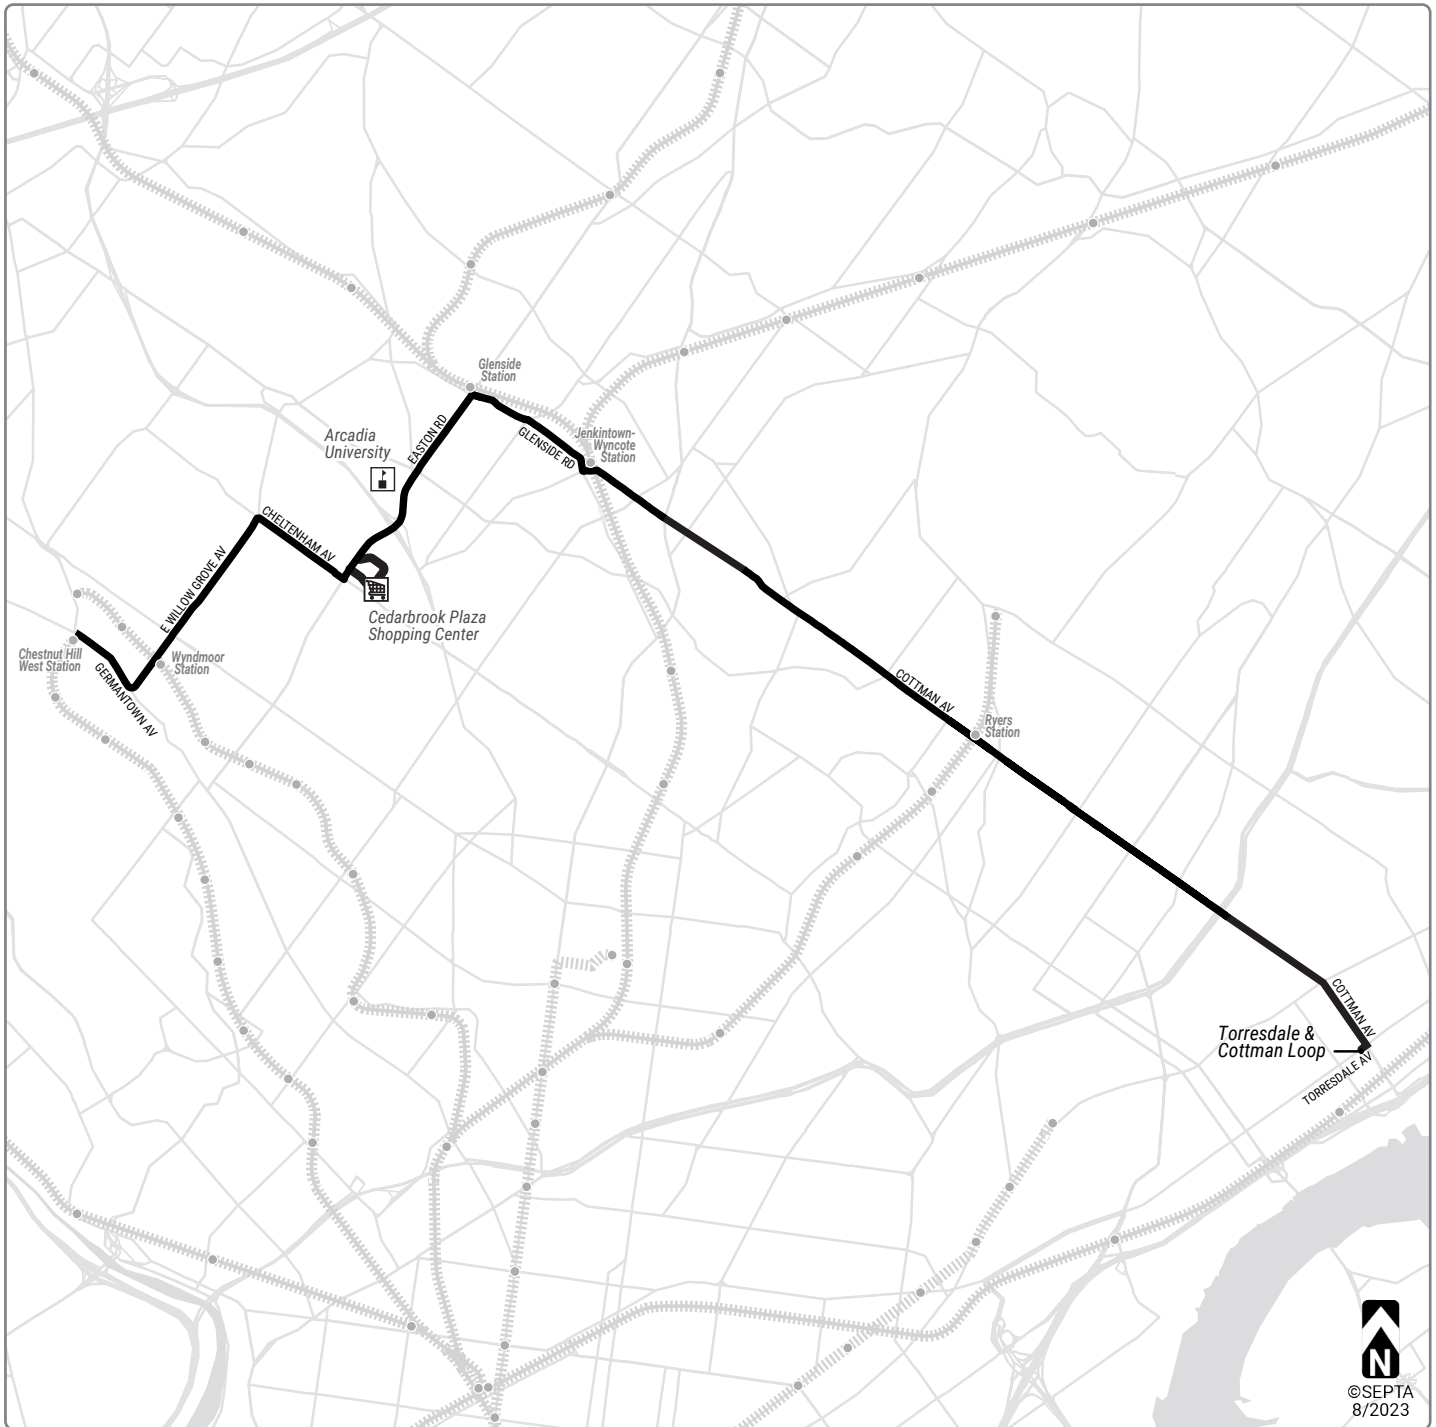 Glenside
Station
Arcadia
University
EASTON RD
GLENSIDE RD
Jenkintown-
Wyncote
Station
CHELTENHAM AV
E WILLOW GROVE AV
Cedarbrook Plaza
Shopping Center
Chestnut Hill
West Station
Wyndmoor
Station
GERMANTOWN AV
COTTMAN AV
Ryers
Station
COTTMAN AV
Torresdale &
Cottman Loop
TORRESDALE AV
N
©SEPTA
8/2023